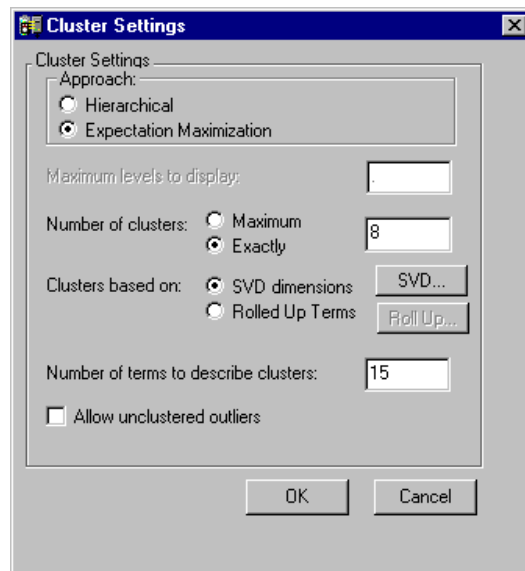 Cluster Settings
Cluster Settings
Approach:
Hierarchical
Expectation Maximization
Maximum levels to display: .
Number of clusters: Maximum
Exactly
8
Clusters based on: SVD dimensions SVD...
Rolled Up Terms Roll Up...
Number of terms to describe clusters: 15
Allow unclustered outliers
OK Cancel